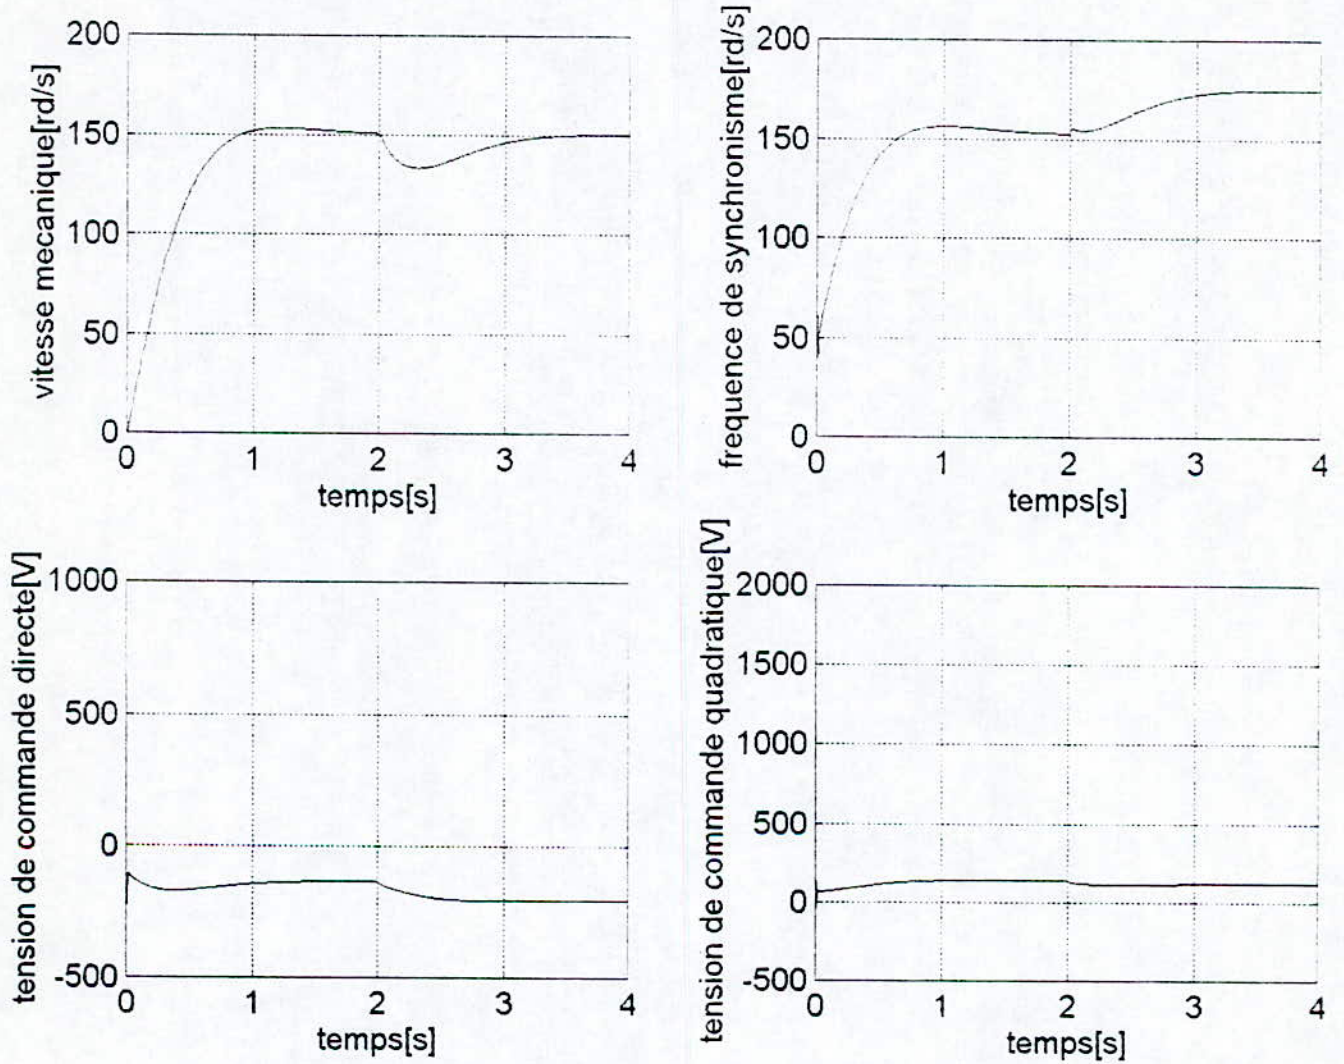 vitesse mecanique[rd/s]
200
150
100
50
0
0 1 2 3 4
temps[s]
frequence de synchronisme[rd/s]
200
150
100
50
0
0 1 2 3 4
temps[s]
tension de commande directe[V]
1000
500
0
-500
0 1 2 3 4
temps[s]
tension de commande quadratique[V]
2000
1500
1000
500
0
-500
0 1 2 3 4
temps[s]